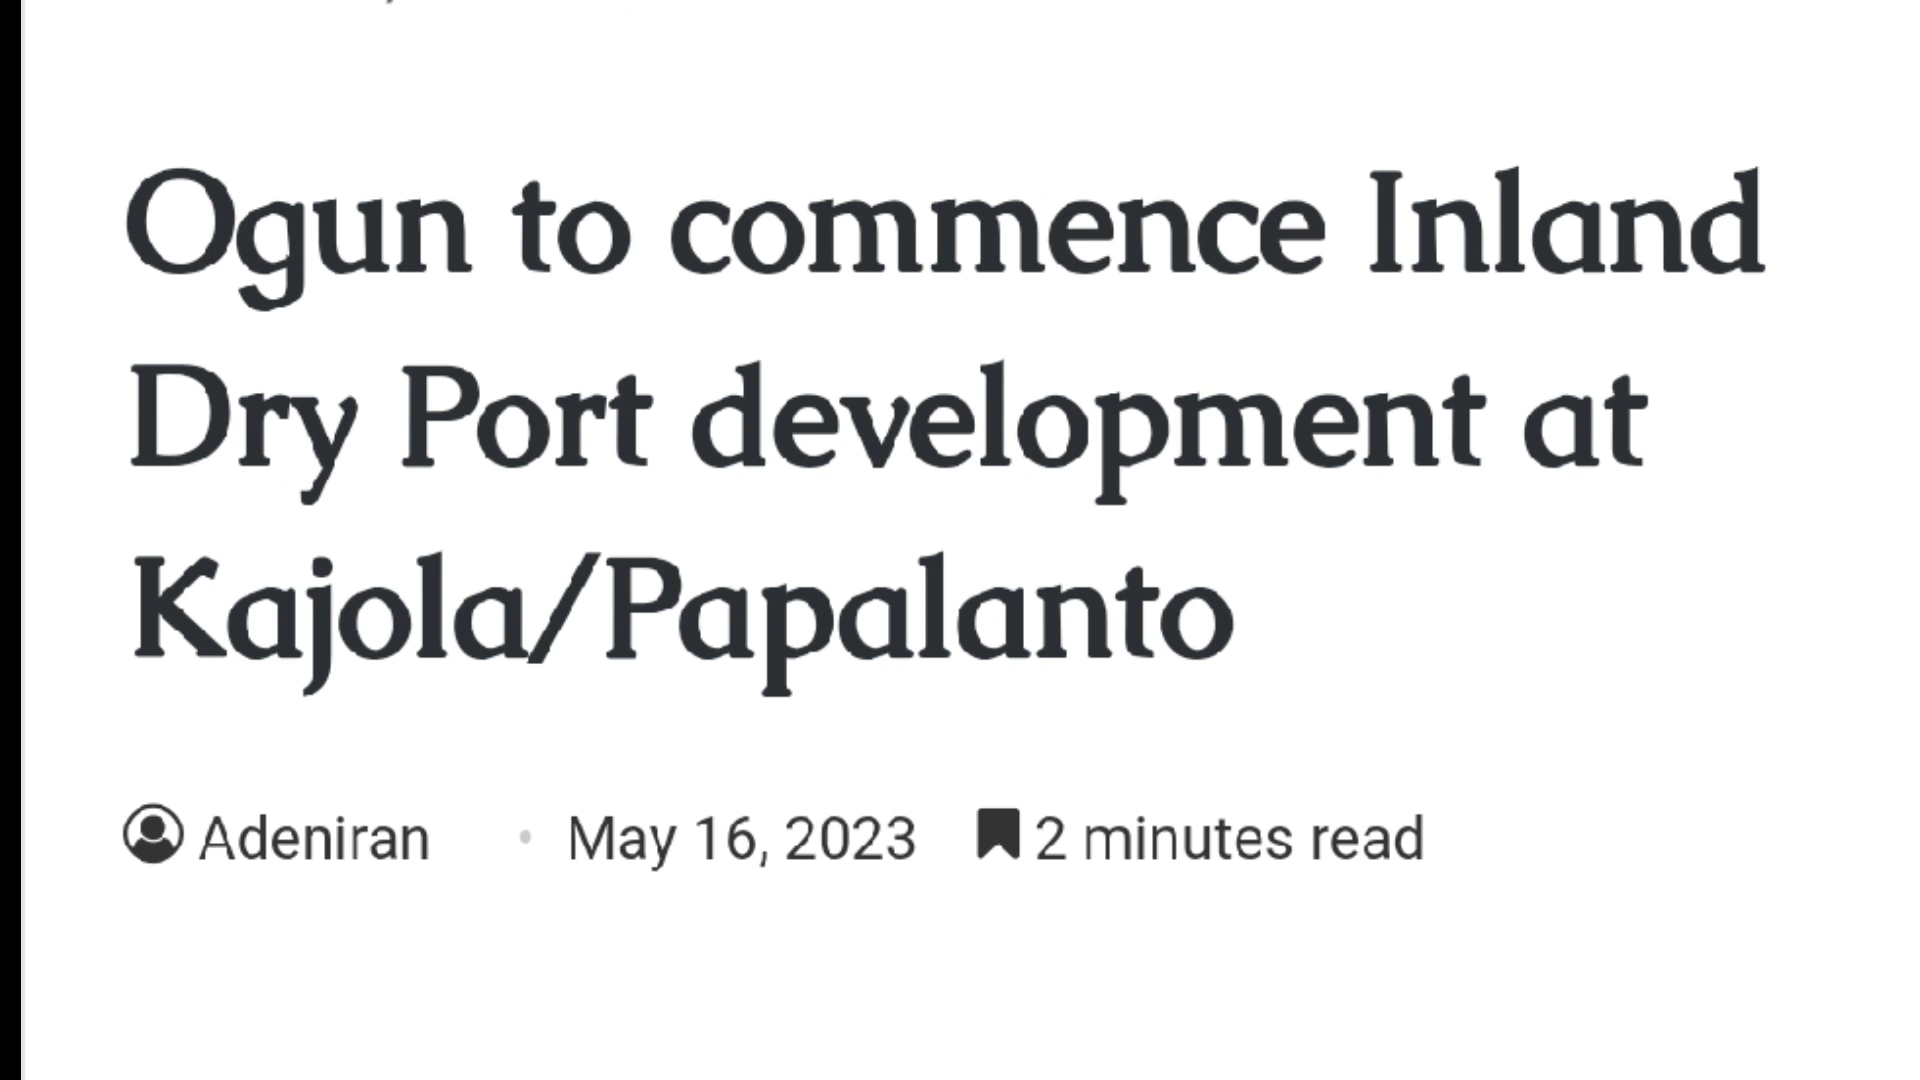 Ogun to commence Inland
Dry Port development at
Kajola/Papalanto
Adeniran • May 16, 2023 2 minutes read